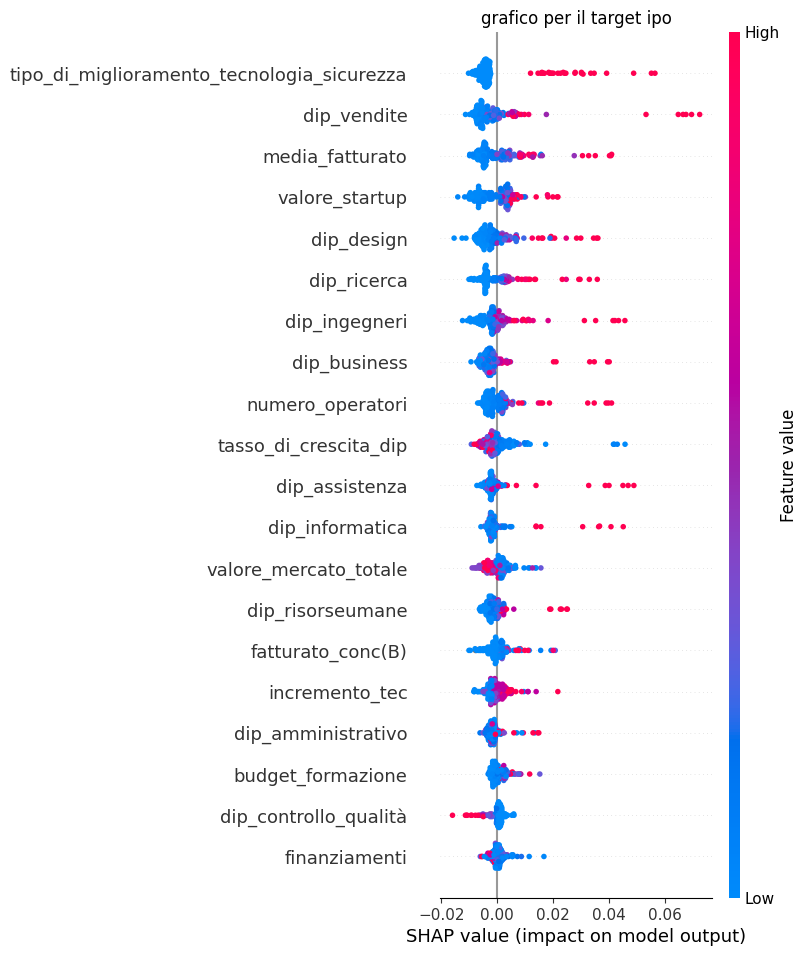 grafico per il target ipo
High
tipo_di_miglioramento_tecnologia_sicurezza
dip_vendite
media_fatturato
valore_startup
dip_design
dip_ricerca
dip_ingegneri
dip_business
numero_operatori
tasso_di_crescita_dip
dip_assistenza
dip_informatica
valore_mercato_totale
dip_risorseumane
fatturato_conc(B)
incremento_tec
dip_amministrativo
budget_formazione
dip_controllo_qualità
finanziamenti
Feature value
Low
−0.02 0.00 0.02 0.04 0.06
SHAP value (impact on model output)